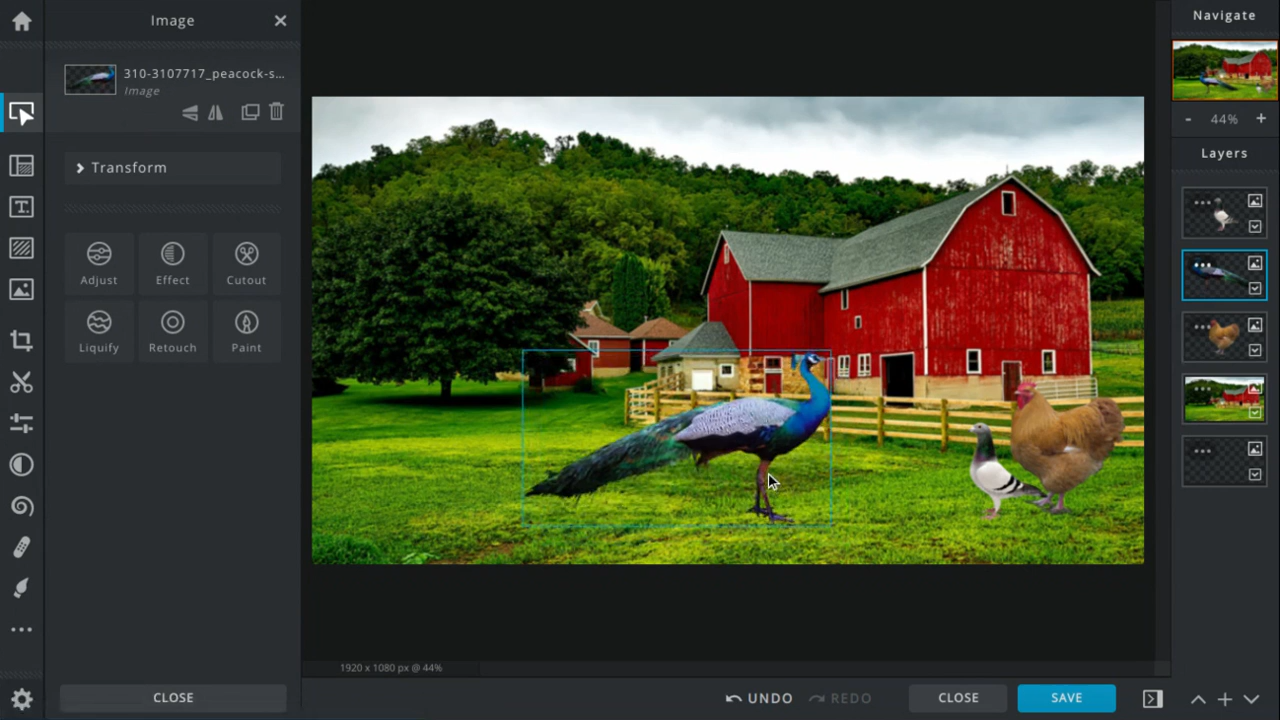 Image
310-3107717_peacock-s...
Image
Transform
Adjust
Effect
Cutout
Liquify
Retouch
Paint
CLOSE
1920 x 1080 px @ 44%
UNDO
REDO
CLOSE
SAVE
Navigate
- 44% +
Layers